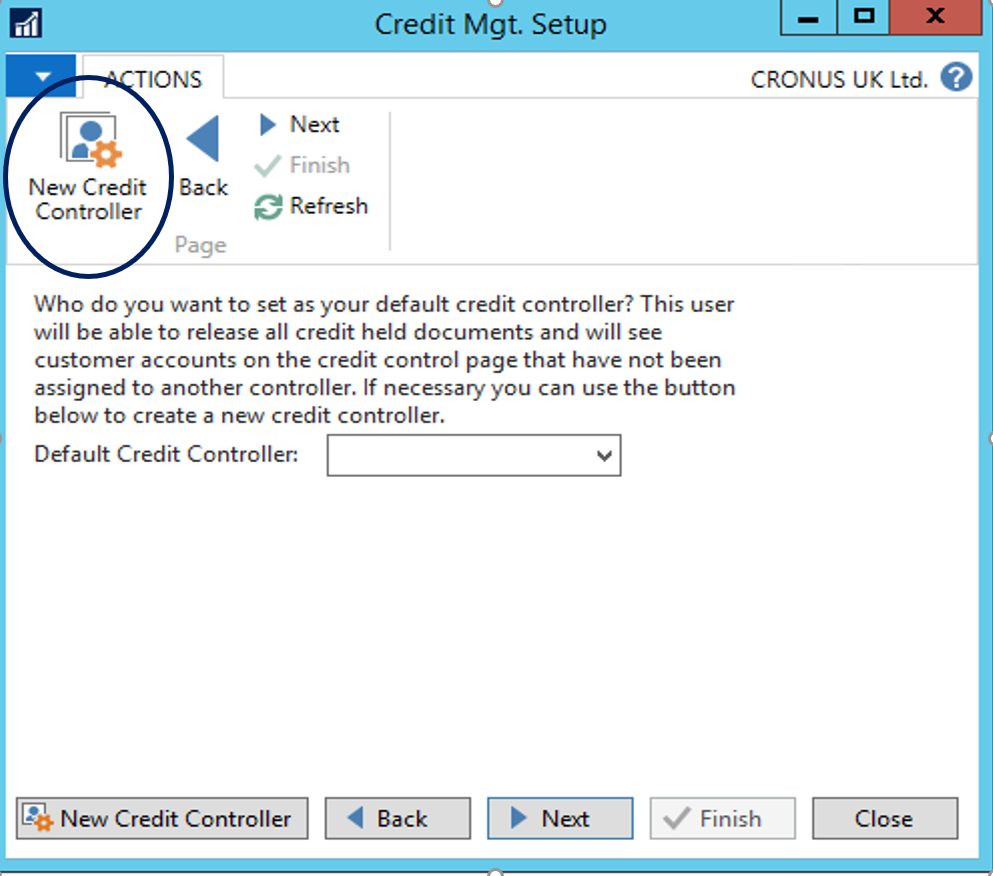 Credit Mgt. Setup
ACTIONS
CRONUS UK Ltd.
New Credit
Controller
Back
Next
Finish
Refresh
Page
Who do you want to set as your default credit controller? This user
will be able to release all credit held documents and will see
customer accounts on the credit control page that have not been
assigned to another controller. If necessary you can use the button
below to create a new credit controller.
Default Credit Controller:
New Credit Controller
Back
Next
Finish
Close